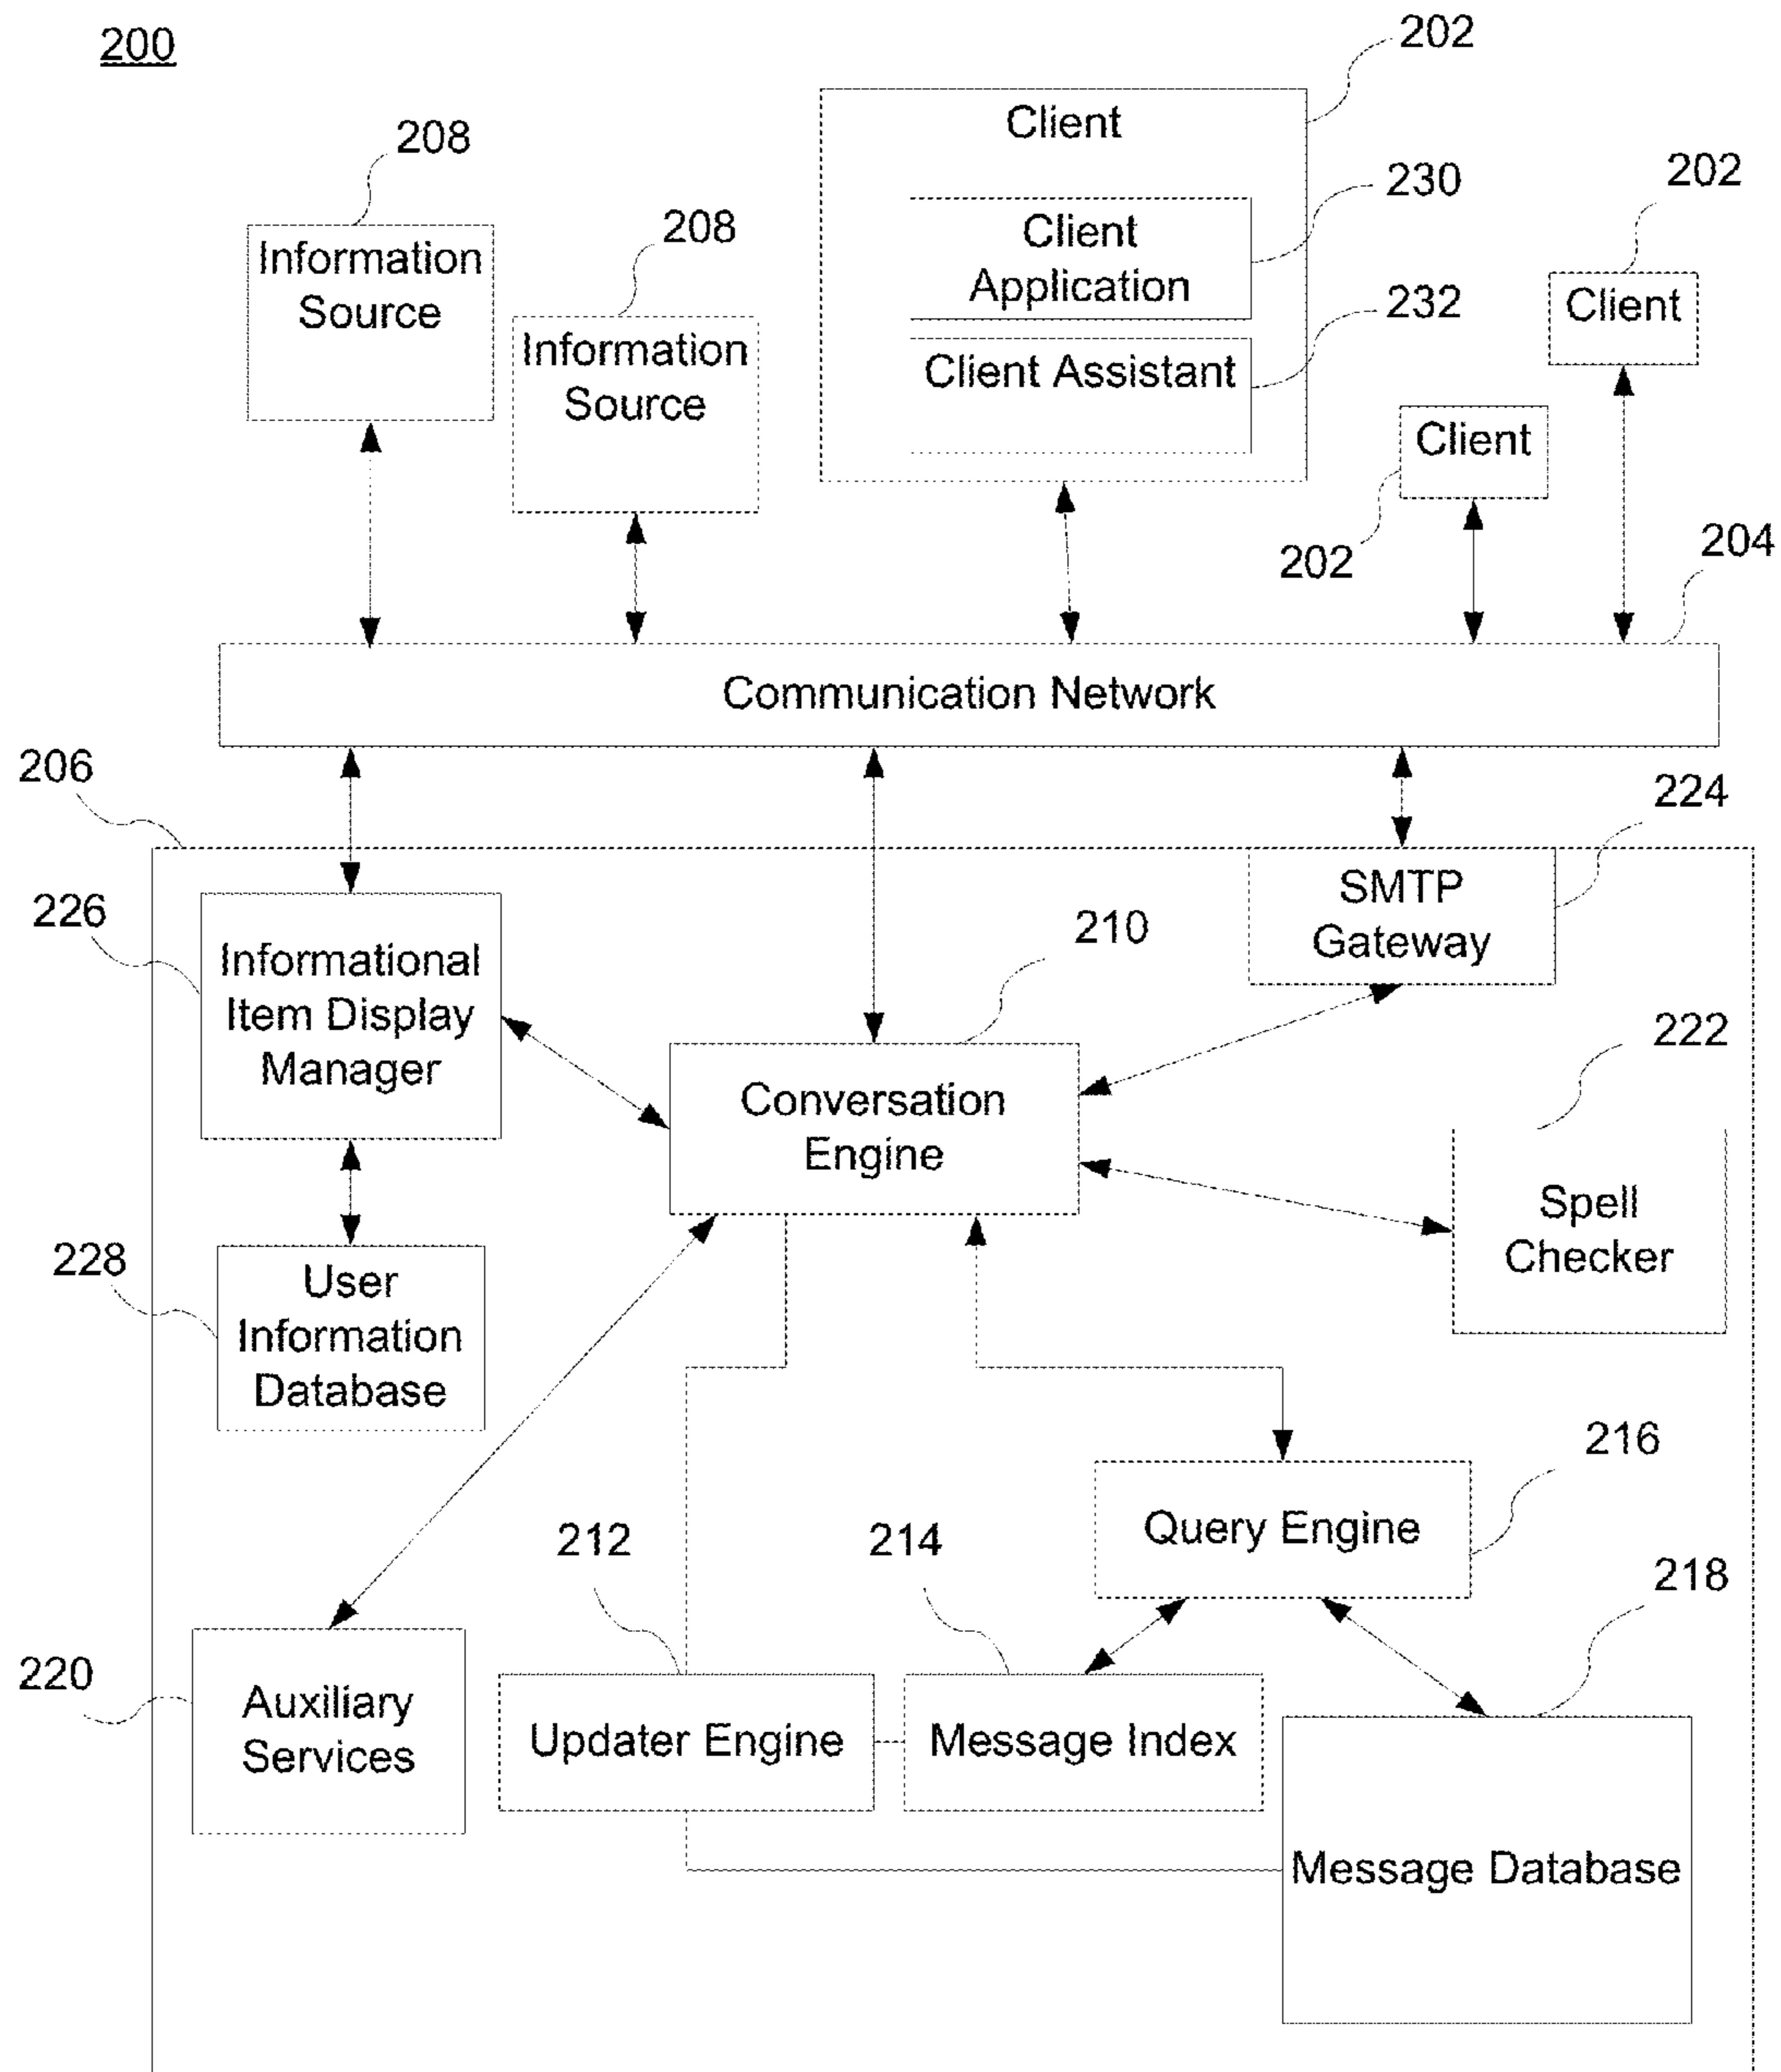 200
202
Client
208
230
202
Information
Source
208
Client
Application
Client
Information
Source
232
Client Assistant
Client
202
204
Communication Network
206
224
SMTP
Gateway
226
210
Informational
Item Display
Manager
222
Conversation
Engine
Spell
Checker
228
User
Information
Database
216
Query Engine
212
214
218
220
Auxiliary
Services
Updater Engine
Message Index
Message Database